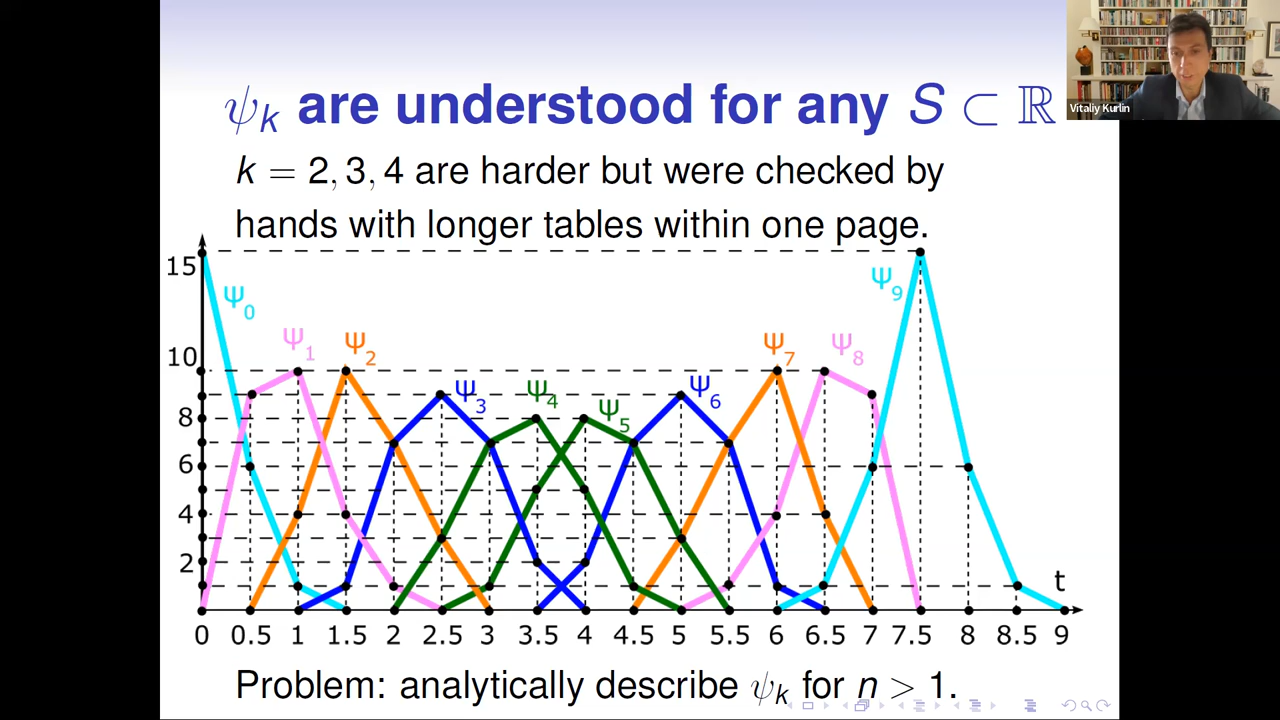 ψk are understood for any S ⊂ ℝ
Vitaliy Kurlin
k = 2, 3, 4 are harder but were checked by
hands with longer tables within one page.
15
10
8
6
4
2
Ψ0
Ψ1
Ψ2
Ψ3
Ψ4
Ψ5
Ψ6
Ψ7
Ψ8
Ψ9
t
0 0.5 1 1.5 2 2.5 3 3.5 4 4.5 5 5.5 6 6.5 7 7.5 8 8.5 9
Problem: analytically describe ψk for n > 1.